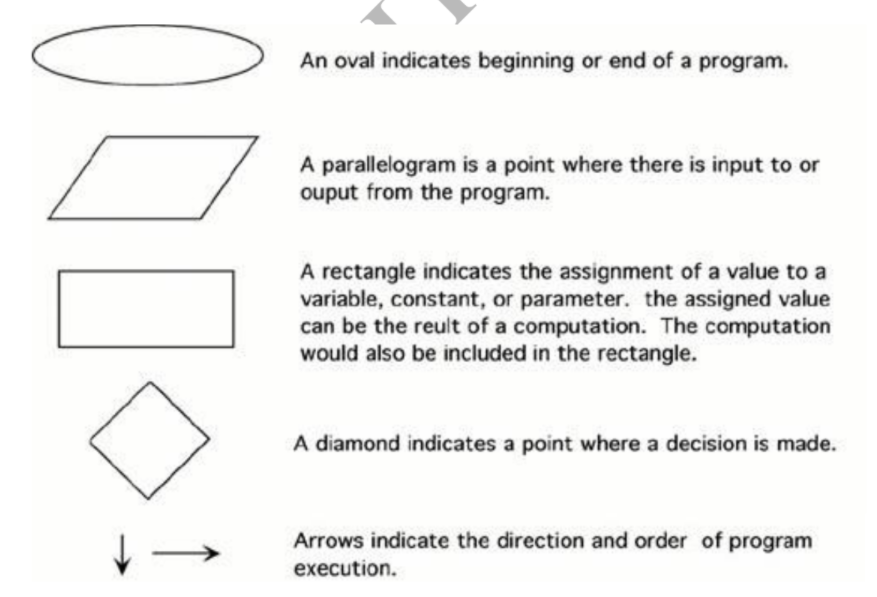 An oval indicates beginning or end of a program.
A parallelogram is a point where there is input to or
ouput from the program.
A rectangle indicates the assignment of a value to a
variable, constant, or parameter. the assigned value
can be the reult of a computation. The computation
would also be included in the rectangle.
A diamond indicates a point where a decision is made.
Arrows indicate the direction and order of program
execution.